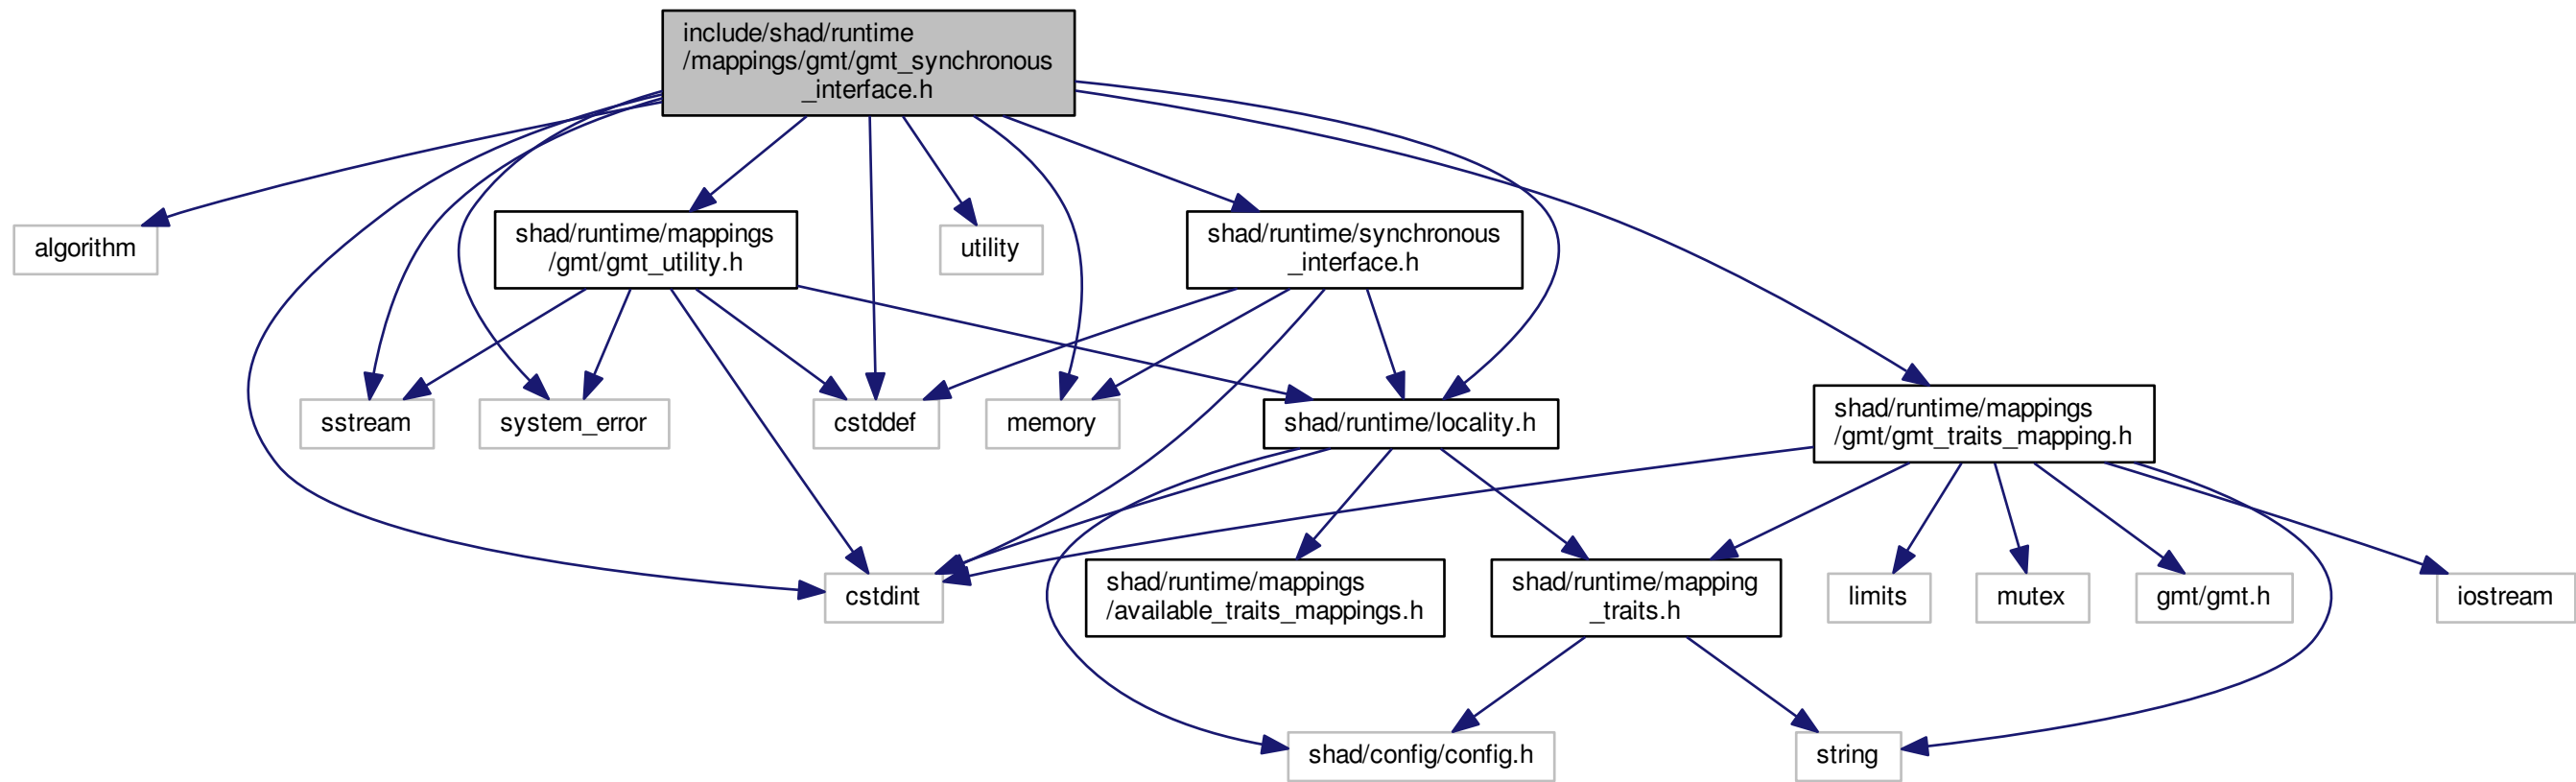 include/shad/runtime
/mappings/gmt/gmt_synchronous
_interface.h
algorithm
shad/runtime/mappings
/gmt/gmt_utility.h
utility
shad/runtime/synchronous
_interface.h
sstream
system_error
cstddef
memory
shad/runtime/locality.h
shad/runtime/mappings
/gmt/gmt_traits_mapping.h
cstdint
shad/runtime/mappings
/available_traits_mappings.h
shad/runtime/mapping
_traits.h
limits
mutex
gmt/gmt.h
iostream
shad/config/config.h
string